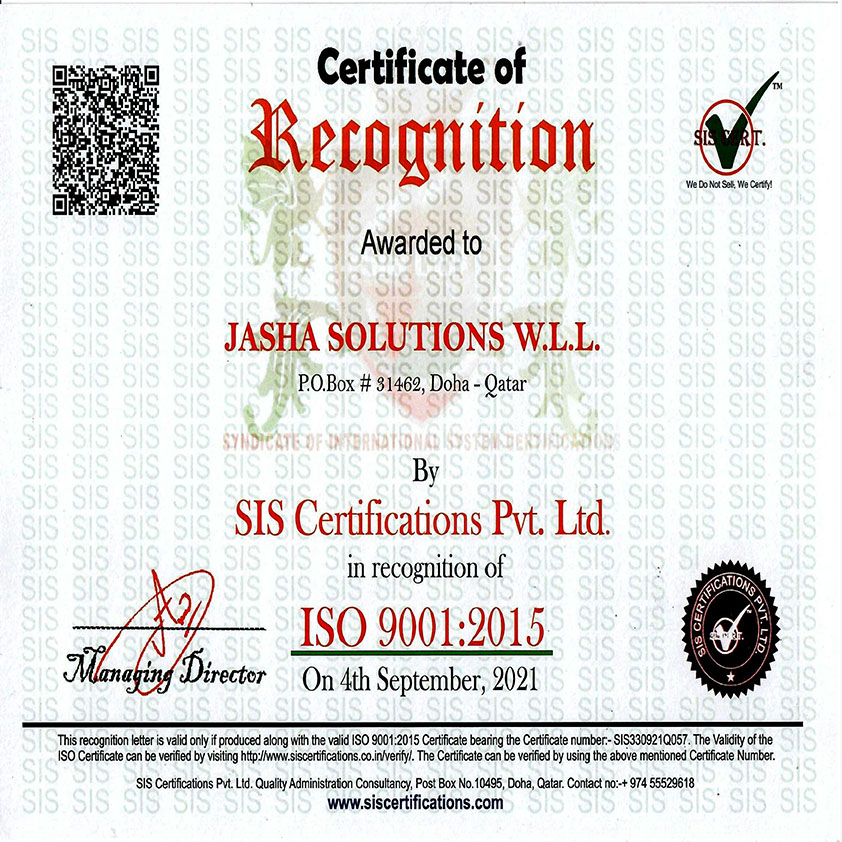 Certificate of
Recognition
SIS CERT.
TM
We Do Not Sell, We Certify!
Awarded to
JASHA SOLUTIONS W.L.L.
P.O.Box # 31462, Doha - Qatar
SYNDICATE OF INTERNATIONAL SYSTEM CERTIFICATIONS
By
SIS Certifications Pvt. Ltd.
in recognition of
ISO 9001:2015
On 4th September, 2021
Managing Director
SIS CERTIFICATIONS PVT. LTD
SIS CERT.
This recognition letter is valid only if produced along with the valid ISO 9001:2015 Certificate bearing the Certificate number:- SIS330921Q057. The Validity of the
ISO Certificate can be verified by visiting http://www.siscertifications.co.in/verify/. The Certificate can be verified by using the above mentioned Certificate Number.
SIS Certifications Pvt. Ltd. Quality Administration Consultancy, Post Box No.10495, Doha, Qatar. Contact no:-+ 974 55529618
www.siscertifications.com